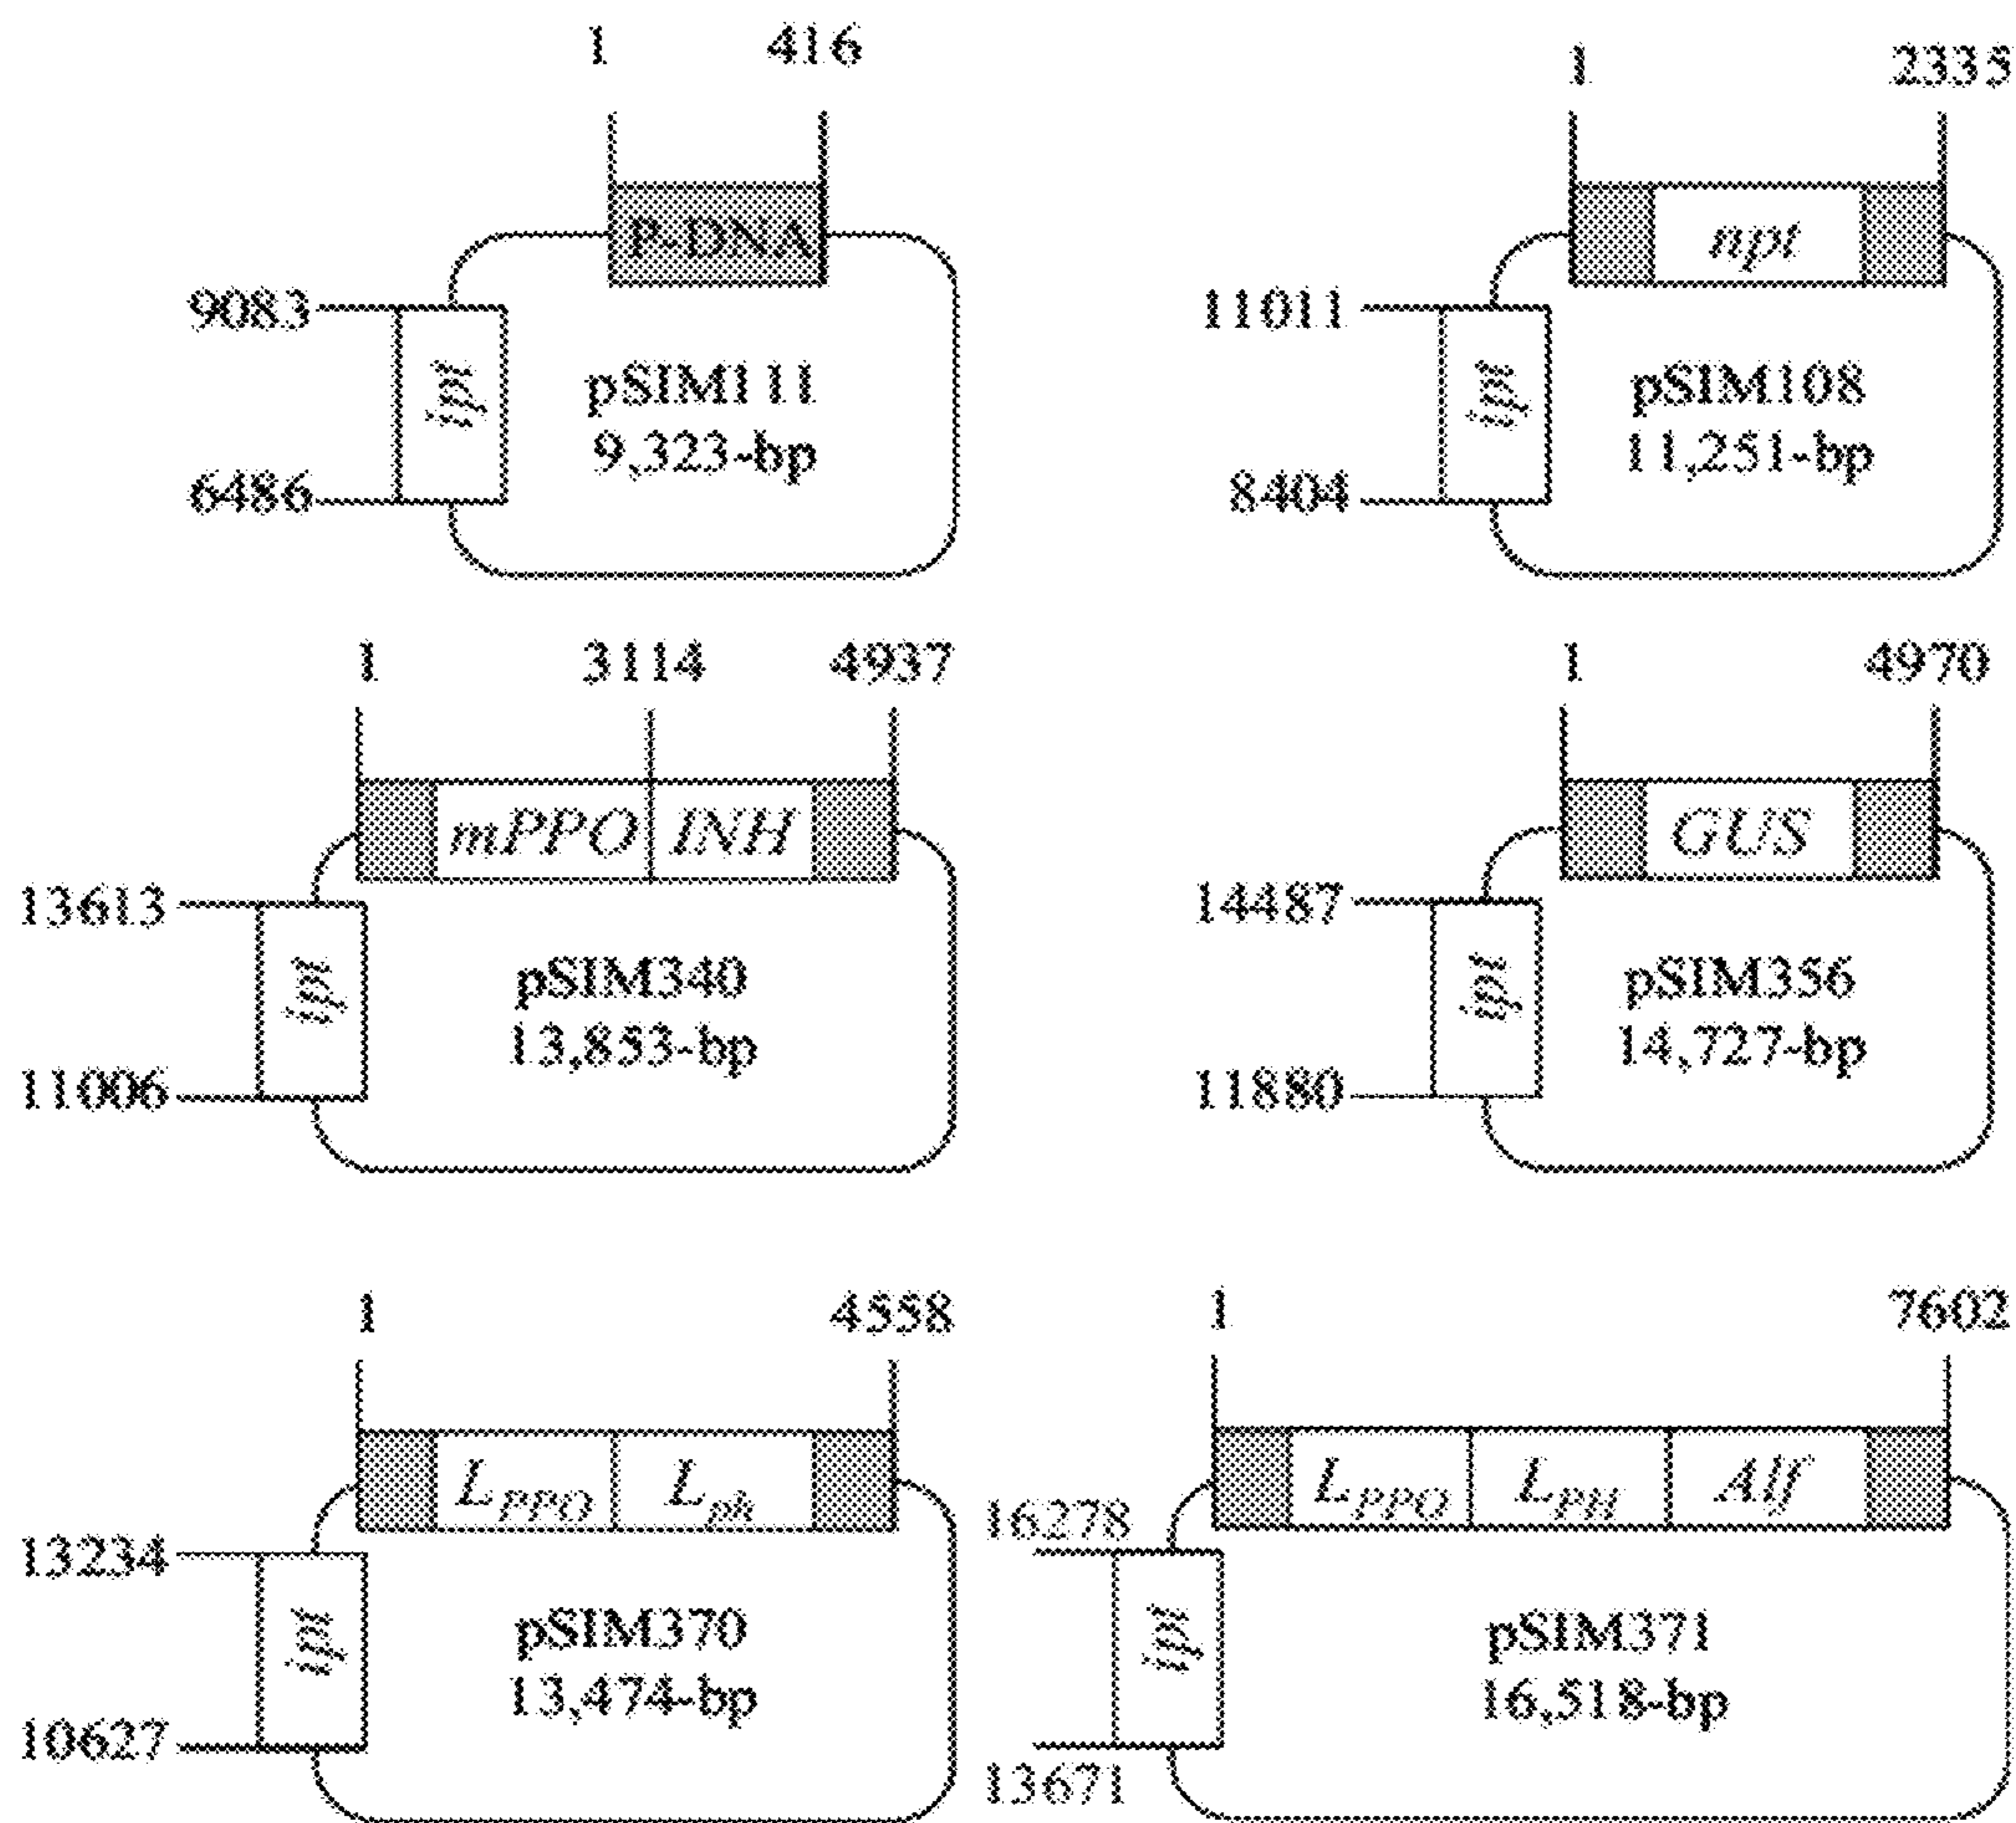 1 416
P-DNA
9083
ipt
6486
pSIM111
9,323-bp
1 2335
npt
11011
ipt
8404
pSIM108
11,251-bp
1 3114 4937
mPPO INH
13613
ipt
11006
pSIM340
13,853-bp
1 4970
GUS
14487
ipt
11880
pSIM356
14,727-bp
1 4558
LPPO Lph
13234
ipt
10627
pSIM370
13,474-bp
1 7602
LPPO LPH Alf
16278
ipt
13671
pSIM371
16,518-bp